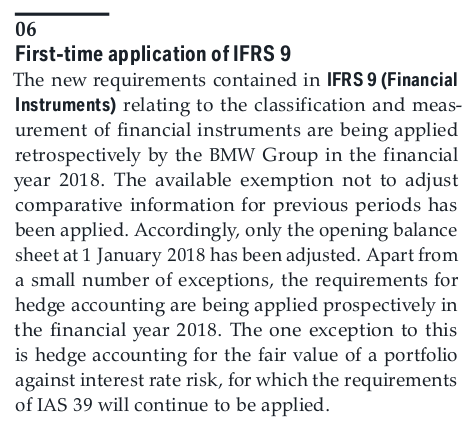 06
First-time application of IFRS 9
The new requirements contained in IFRS 9 (Financial
Instruments) relating to the classification and meas-
urement of financial instruments are being applied
retrospectively by the BMW Group in the financial
year 2018. The available exemption not to adjust
comparative information for previous periods has
been applied. Accordingly, only the opening balance
sheet at 1 January 2018 has been adjusted. Apart from
a small number of exceptions, the requirements for
hedge accounting are being applied prospectively in
the financial year 2018. The one exception to this
is hedge accounting for the fair value of a portfolio
against interest rate risk, for which the requirements
of IAS 39 will continue to be applied.